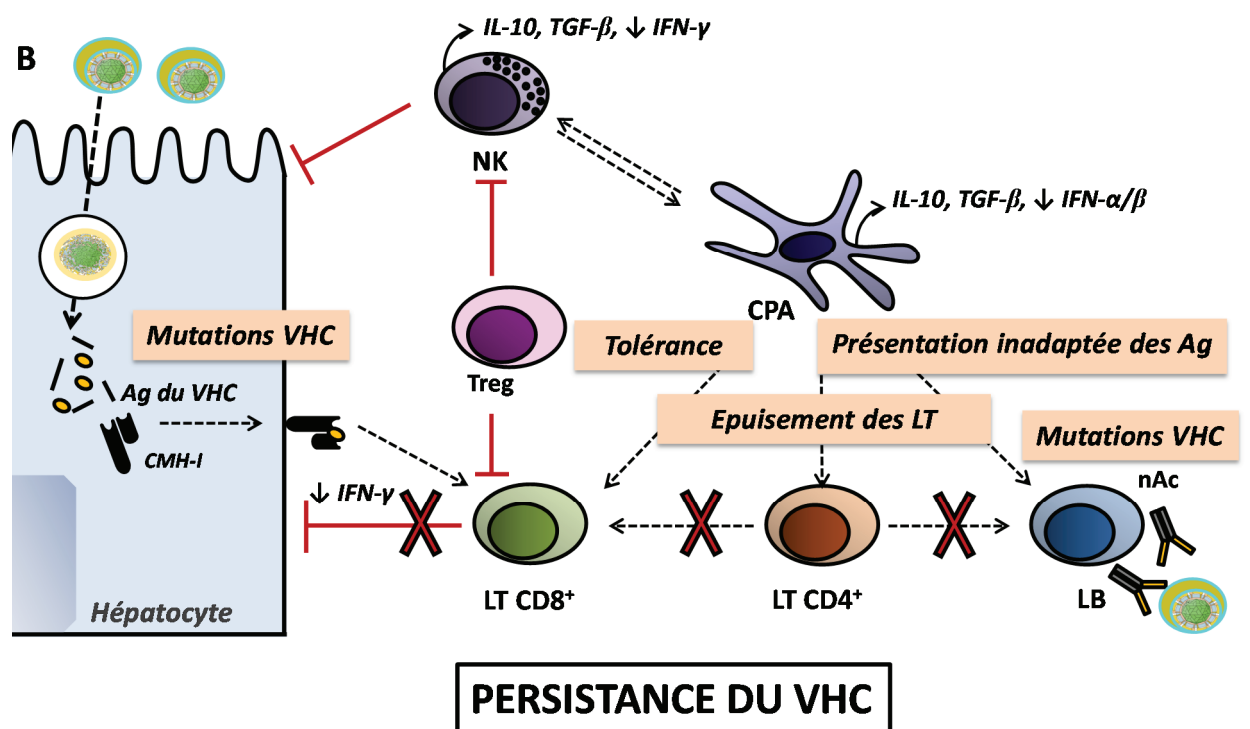 B
IL-10, TGF-β, ↓ IFN-γ
NK
IL-10, TGF-β, ↓ IFN-α/β
CPA
Mutations VHC
Tolérance
Présentation inadaptée des Ag
Treg
Ag du VHC
Epuisement des LT
Mutations VHC
CMH-I
nAc
↓ IFN-γ
LT CD8⁺
LT CD4⁺
LB
Hépatocyte
PERSISTANCE DU VHC